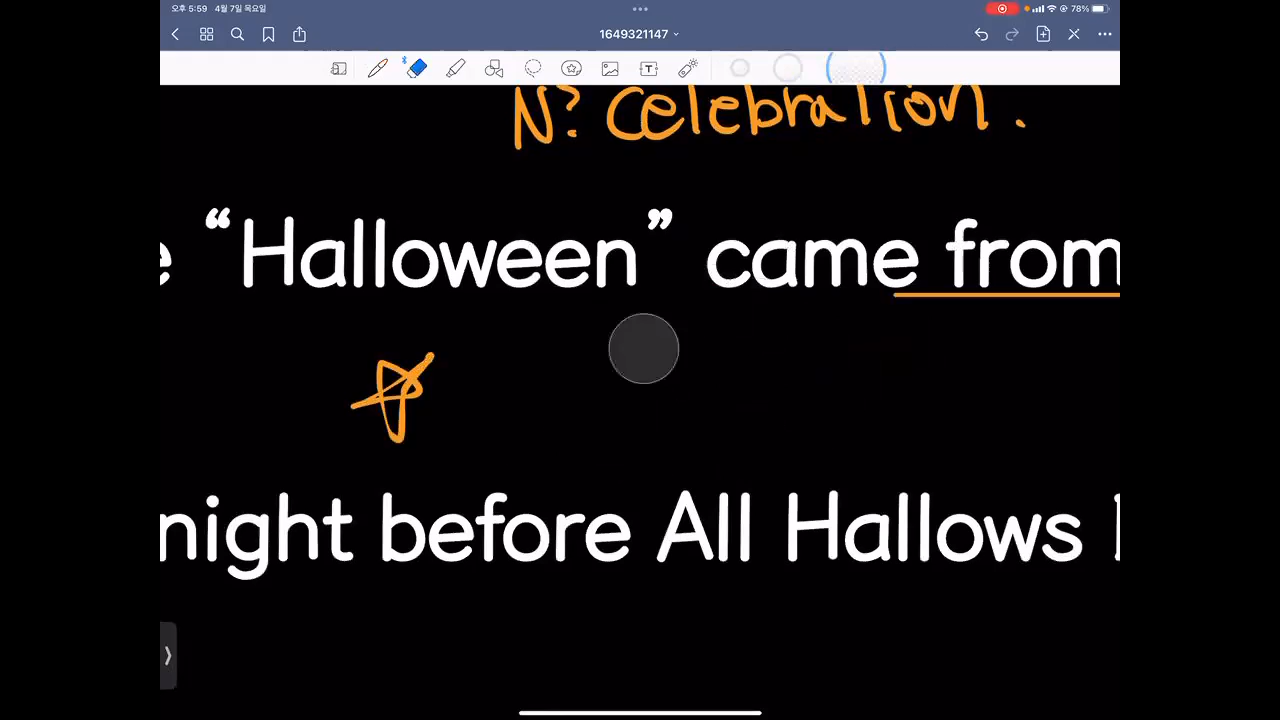 오후 5:59 4월 7일 목요일 78%
1649321147
T
N? celebration.
e “Halloween” came from
night before All Hallows